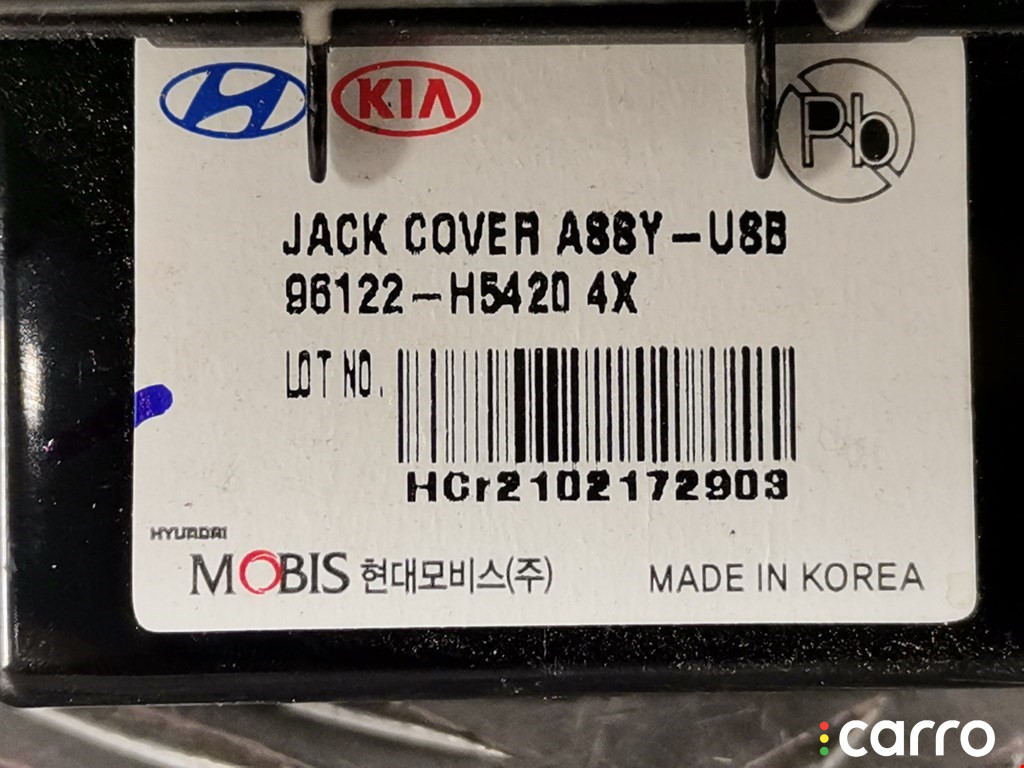 KIA
Pb
JACK COVER ASSY-USB
96122-H5420 4X
LOT NO.
HCr2102172903
HYUNDAI
MOBIS 현대모비스(주)
MADE IN KOREA
carro